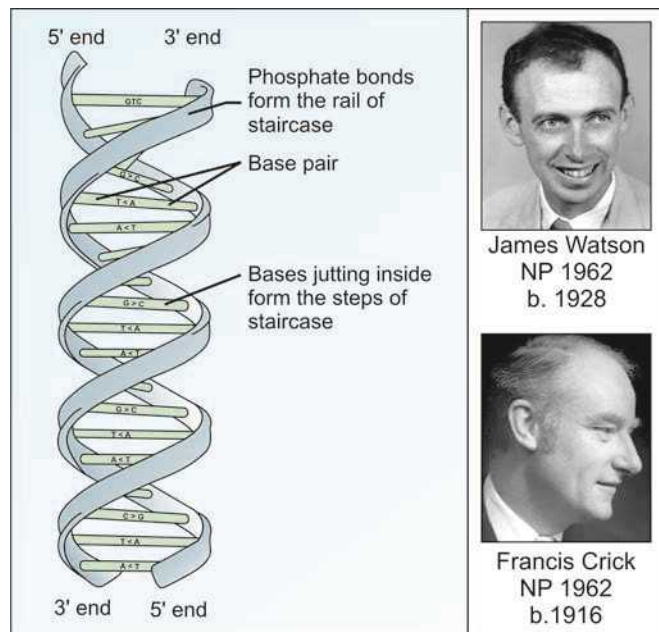 5' end 3' end
Phosphate bonds
form the rail of
staircase
Base pair
Bases jutting inside
form the steps of
staircase
GTC
G>C
T<A
A<T
G>C
T<A
A<T
G>C
T<A
A<T
C>G
T<A
A<T
3' end 5' end
James Watson
NP 1962
b. 1928
Francis Crick
NP 1962
b.1916